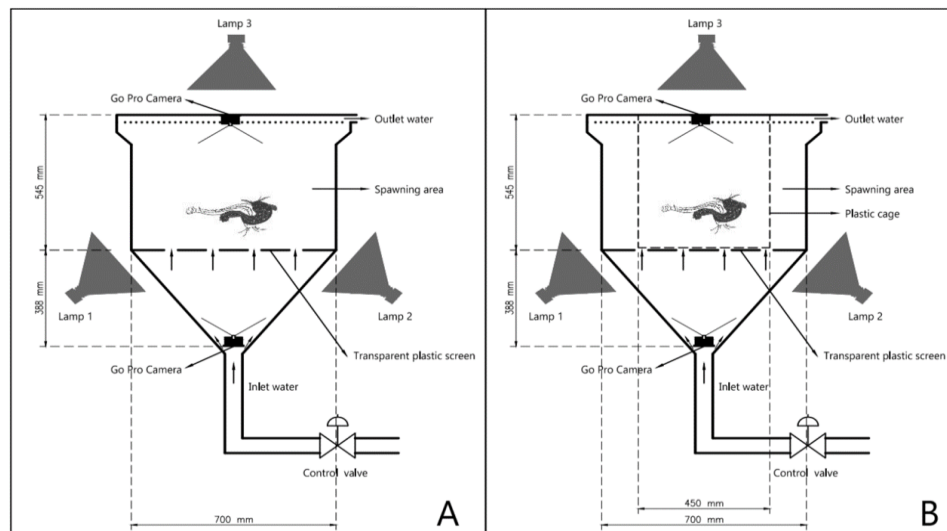 Lamp 3
Go Pro Camera
Outlet water
545 mm
Spawning area
388 mm
Lamp 1
Lamp 2
Transparent plastic screen
Go Pro Camera
Inlet water
Control valve
700 mm
A
Lamp 3
Go Pro Camera
Outlet water
545 mm
Spawning area
Plastic cage
388 mm
Lamp 1
Lamp 2
Transparent plastic screen
Go Pro Camera
Inlet water
Control valve
450 mm
700 mm
B